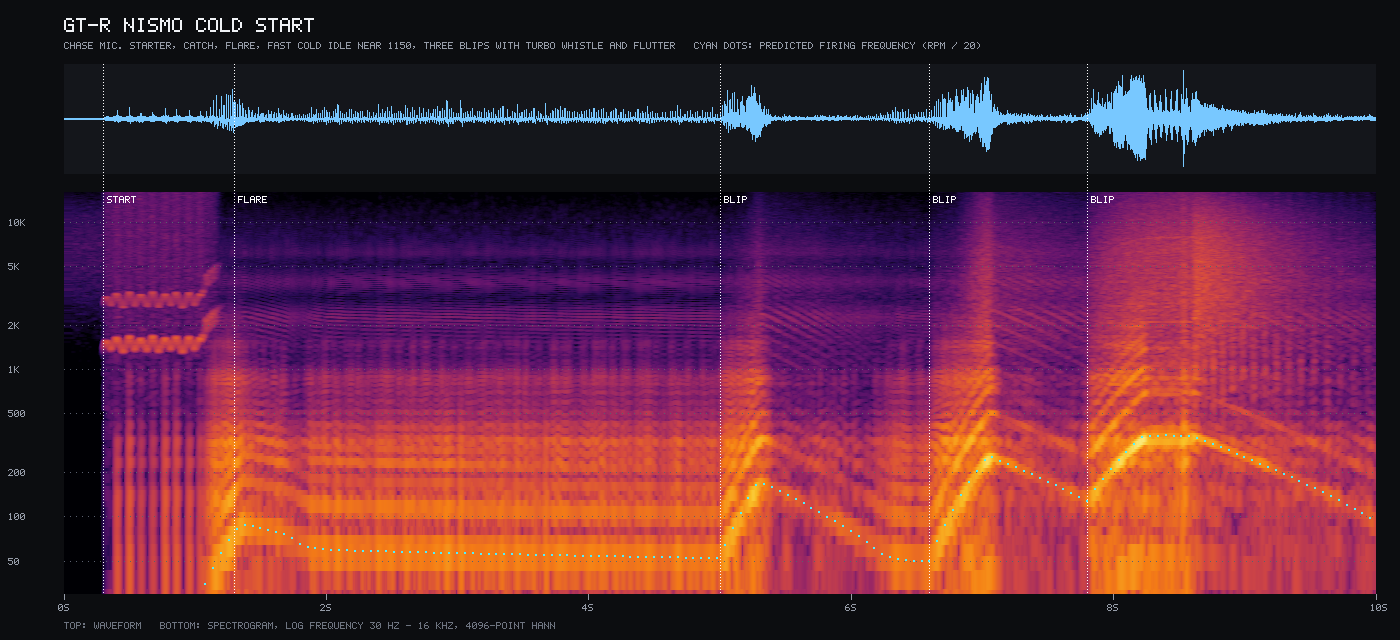 GT-R NISMO COLD START
CHASE MIC. STARTER, CATCH, FLARE, FAST COLD IDLE NEAR 1150, THREE BLIPS WITH TURBO WHISTLE AND FLUTTER   CYAN DOTS: PREDICTED FIRING FREQUENCY (RPM / 20)
START FLARE BLIP BLIP BLIP
10K
5K
2K
1K
500
200
100
50
0S 2S 4S 6S 8S 10S
TOP: WAVEFORM   BOTTOM: SPECTROGRAM, LOG FREQUENCY 30 HZ - 16 KHZ, 4096-POINT HANN